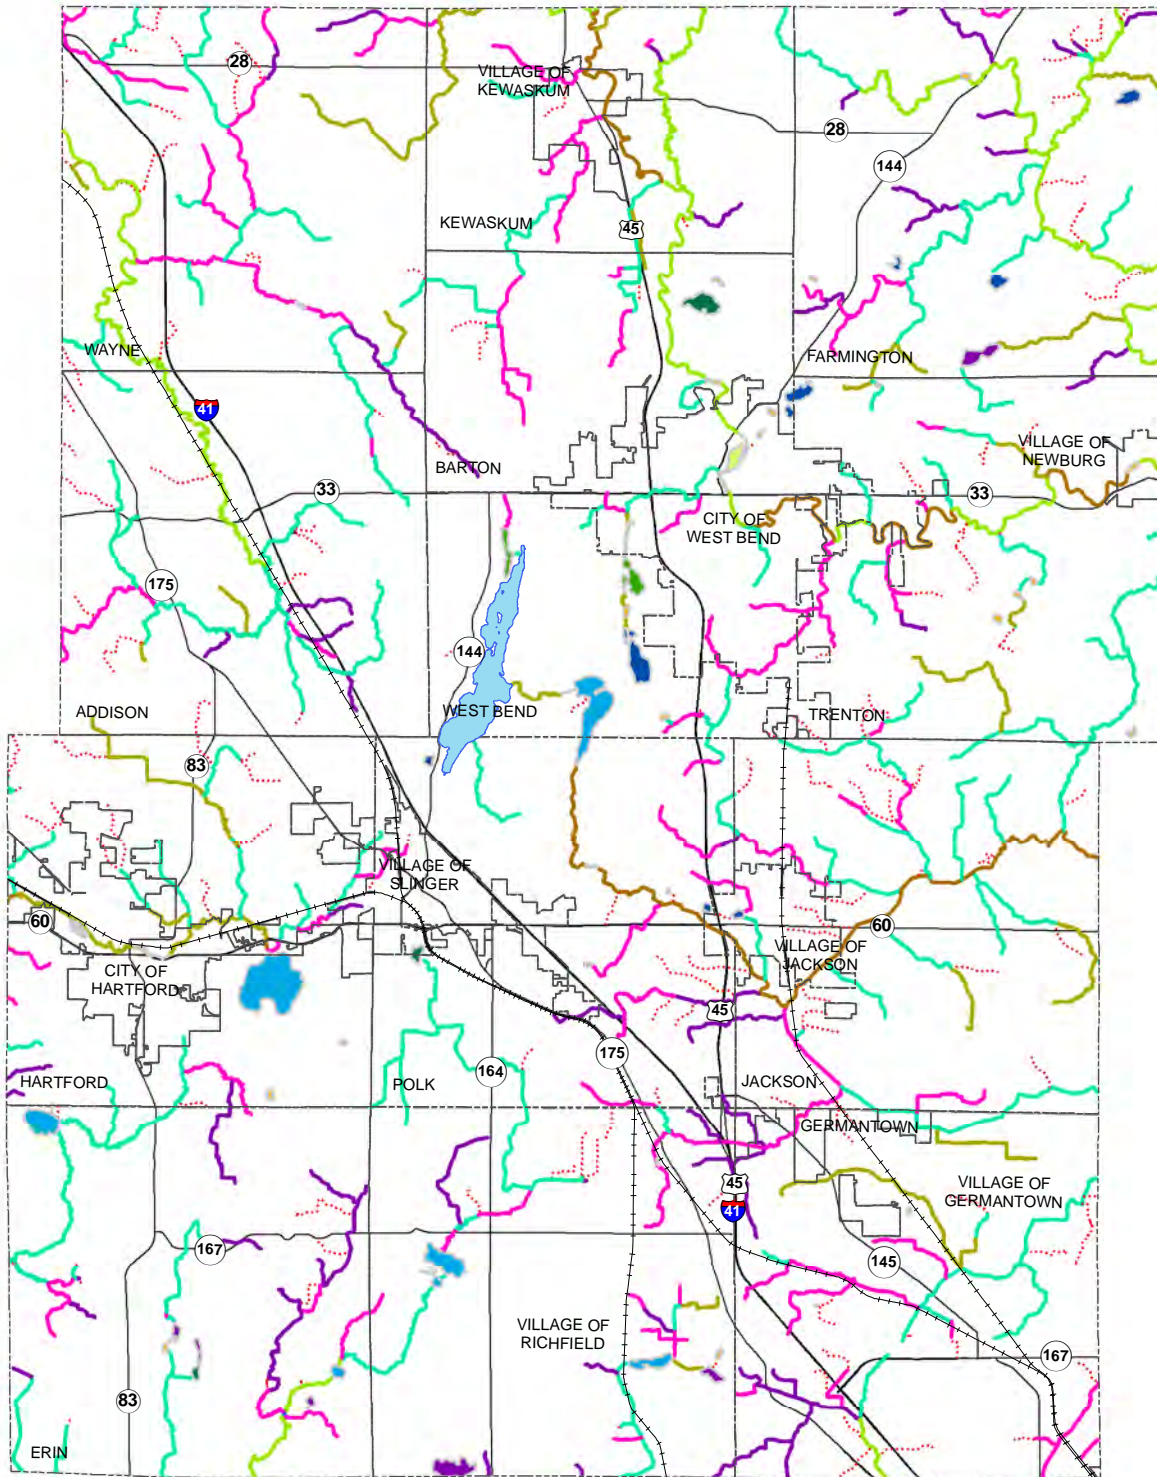 28
VILLAGE OF
KEWASKUM
28
144
KEWASKUM
45
WAYNE
FARMINGTON
41
BARTON
VILLAGE OF
NEWBURG
33
33
CITY OF
WEST BEND
175
144
ADDISON
WEST BEND
TRENTON
83
VILLAGE OF
SLINGER
60
60
VILLAGE OF
JACKSON
CITY OF
HARTFORD
45
175
164
HARTFORD
POLK
JACKSON
GERMANTOWN
45
41
VILLAGE OF
GERMANTOWN
167
145
VILLAGE OF
RICHFIELD
167
83
ERIN